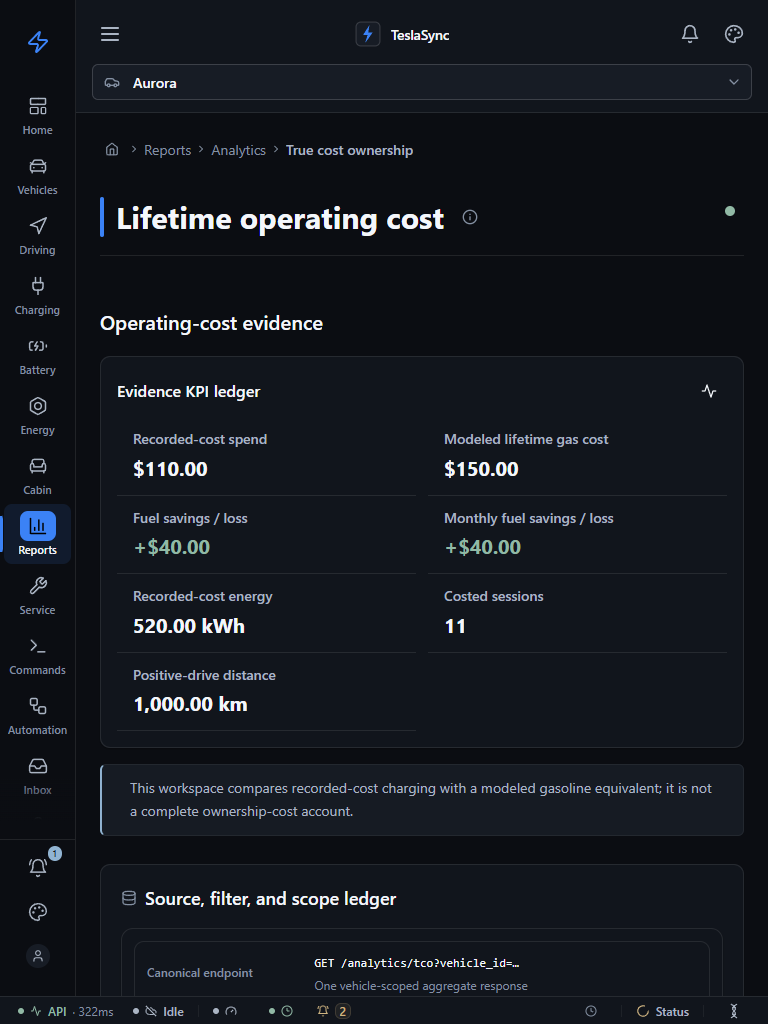 TeslaSync
Aurora
Home
Vehicles
Driving
Charging
Battery
Energy
Cabin
Reports
Service
Commands
Automation
Inbox
1
Reports > Analytics > True cost ownership
Lifetime operating cost
Operating-cost evidence
Evidence KPI ledger
Recorded-cost spend
$110.00
Modeled lifetime gas cost
$150.00
Fuel savings / loss
+$40.00
Monthly fuel savings / loss
+$40.00
Recorded-cost energy
520.00 kWh
Costed sessions
11
Positive-drive distance
1,000.00 km
This workspace compares recorded-cost charging with a modeled gasoline equivalent; it is not
a complete ownership-cost account.
Source, filter, and scope ledger
Canonical endpoint
GET /analytics/tco?vehicle_id=…
One vehicle-scoped aggregate response
API · 322ms
Idle
2
Status